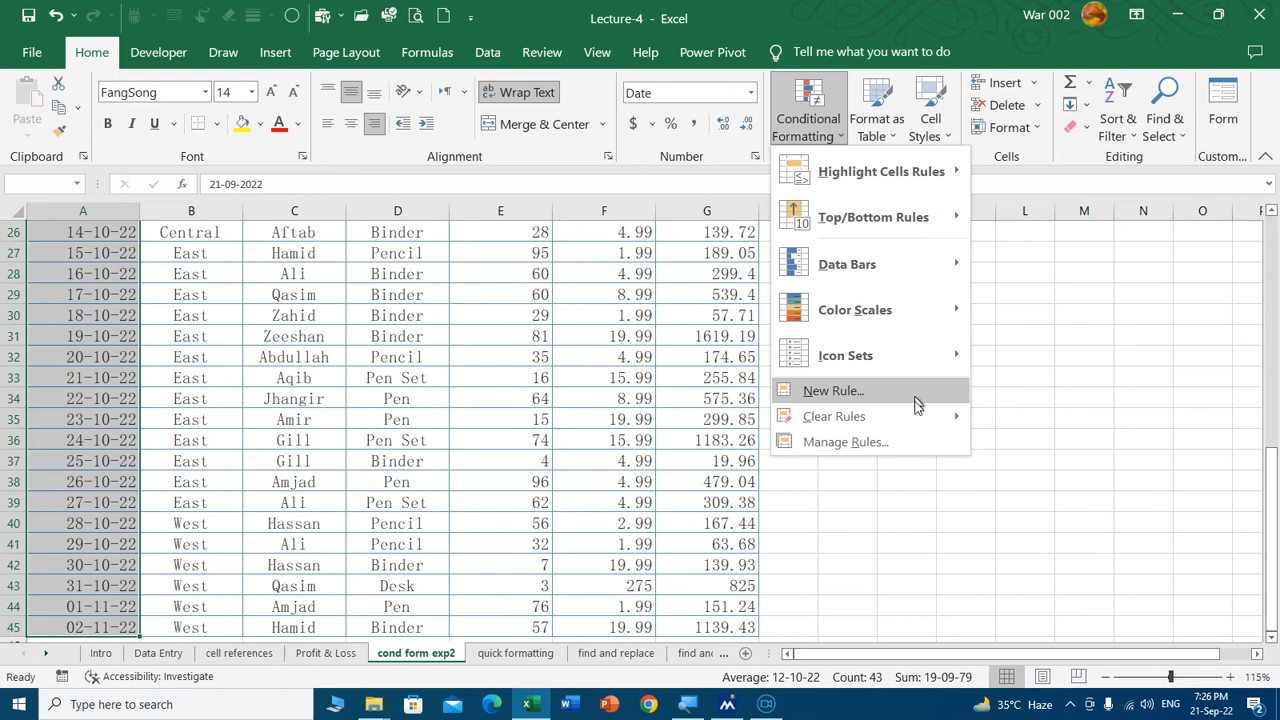 Lecture-4 - Excel
War 002
File
Home
Developer
Draw
Insert
Page Layout
Formulas
Data
Review
View
Help
Power Pivot
Tell me what you want to do
Paste
Clipboard
FangSong
B I U
Font
Wrap Text
Merge & Center
Alignment
Date
Number
Conditional Formatting
Format as Table
Cell Styles
Insert
Delete
Format
Cells
Sort & Filter
Find & Select
Editing
Form
Custom...
21-09-2022
Highlight Cells Rules
Top/Bottom Rules
Data Bars
Color Scales
Icon Sets
New Rule...
Clear Rules
Manage Rules...
A B C D E F G L M N O
26 14-10-22 Central Aftab Binder 28 4.99 139.72
27 15-10-22 East Hamid Pencil 95 1.99 189.05
28 16-10-22 East Ali Binder 60 4.99 299.4
29 17-10-22 East Qasim Binder 60 8.99 539.4
30 18-10-22 East Zahid Binder 29 1.99 57.71
31 19-10-22 East Zeeshan Binder 81 19.99 1619.19
32 20-10-22 East Abdullah Pencil 35 4.99 174.65
33 21-10-22 East Aqib Pen Set 16 15.99 255.84
34 22-10-22 East Jhangir Pen 64 8.99 575.36
35 23-10-22 East Amir Pen 15 19.99 299.85
36 24-10-22 East Gill Pen Set 74 15.99 1183.26
37 25-10-22 East Gill Binder 4 4.99 19.96
38 26-10-22 East Amjad Pen 96 4.99 479.04
39 27-10-22 East Ali Pen Set 62 4.99 309.38
40 28-10-22 West Hassan Pencil 56 2.99 167.44
41 29-10-22 West Ali Pencil 32 1.99 63.68
42 30-10-22 West Hassan Binder 7 19.99 139.93
43 31-10-22 West Qasim Desk 3 275 825
44 01-11-22 West Amjad Pen 76 1.99 151.24
45 02-11-22 West Hamid Binder 57 19.99 1139.43
Intro
Data Entry
cell references
Profit & Loss
cond form exp2
quick formatting
find and replace
find and ...
Ready
Accessibility: Investigate
Average: 12-10-22 Count: 43 Sum: 19-09-79
115%
Type here to search
35°C Haze
ENG
7:26 PM
21-Sep-22